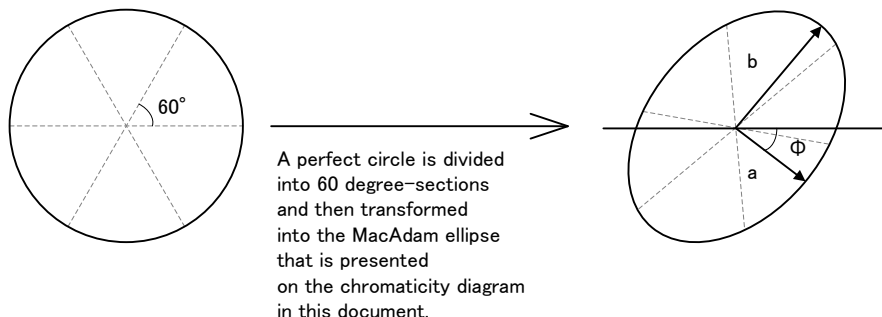 60°
A perfect circle is divided
into 60 degree-sections
and then transformed
into the MacAdam ellipse
that is presented
on the chromaticity diagram
in this document.
b
Φ
a